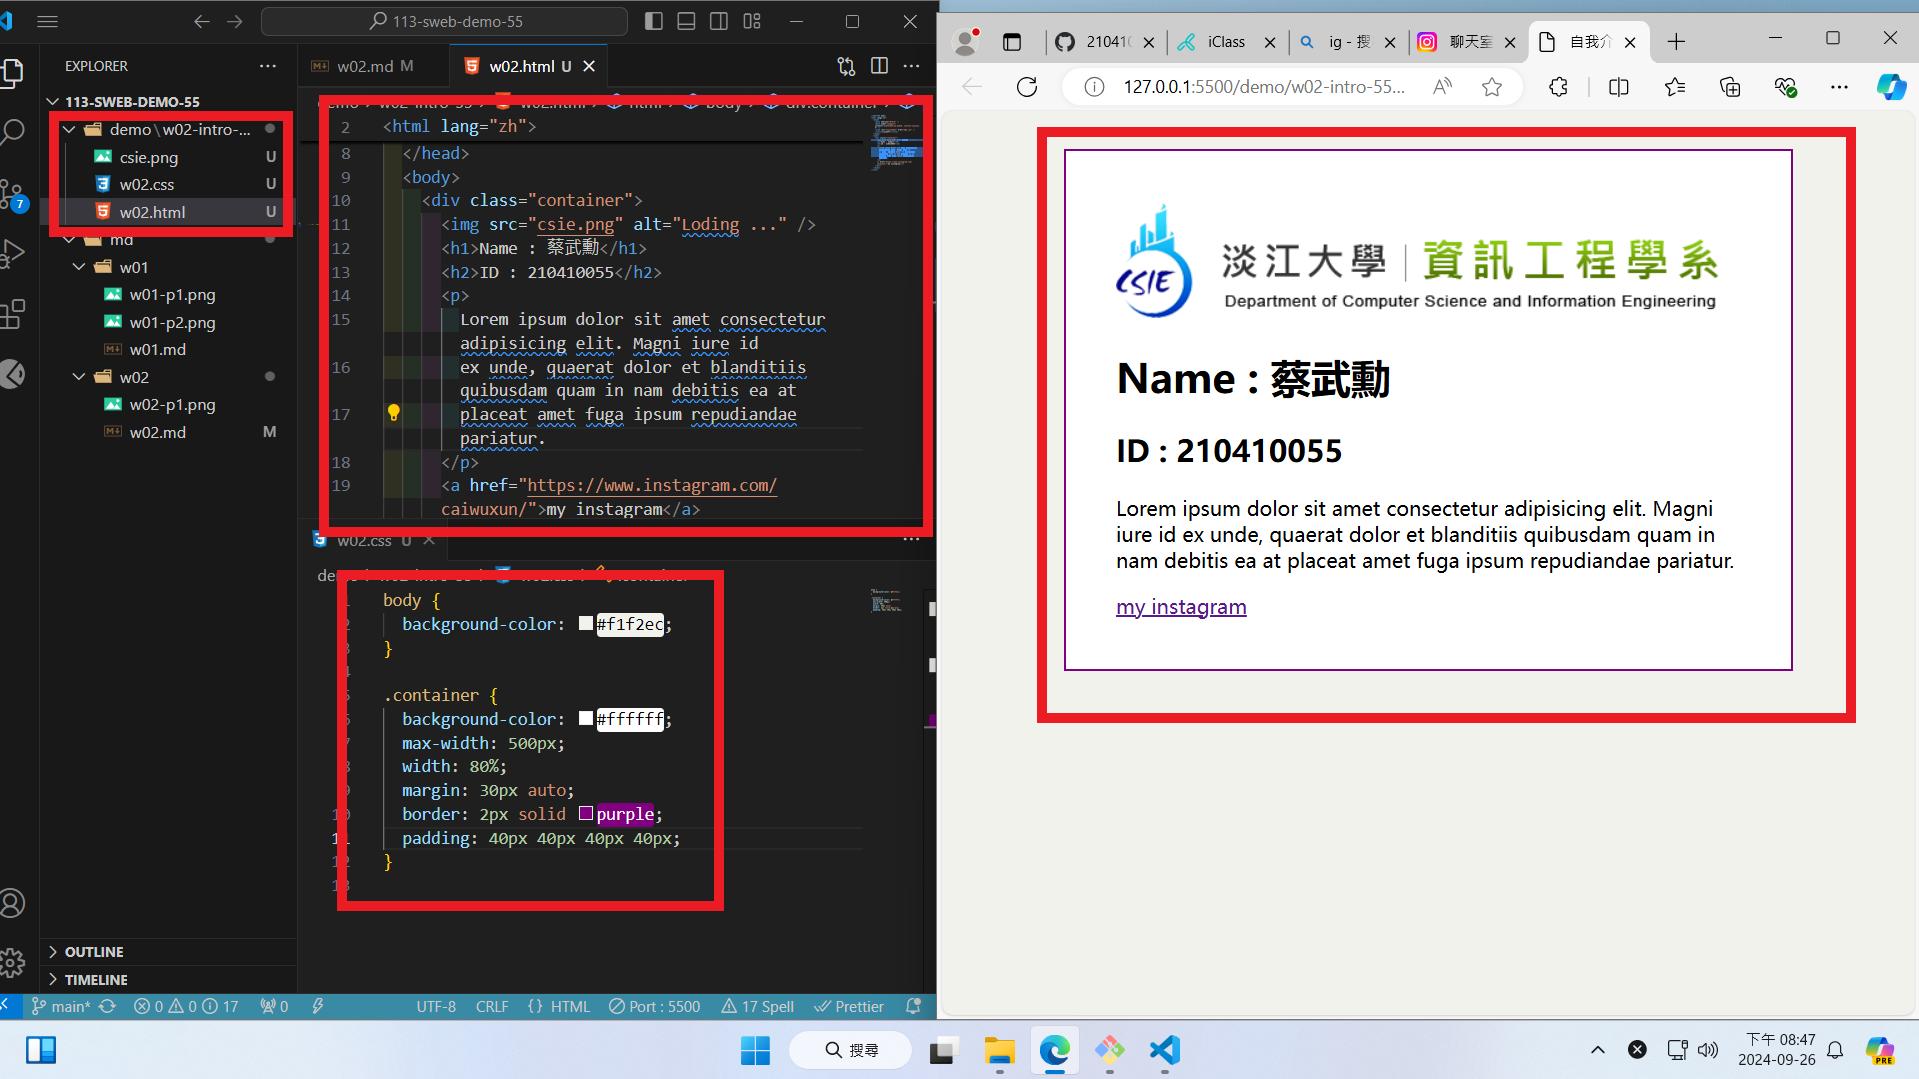 113-sweb-demo-55
EXPLORER
113-SWEB-DEMO-55
demo\w02-intro-...
csie.png U
w02.css U
w02.html U
md
w01
w01-p1.png
w01-p2.png
w01.md
w02
w02-p1.png
w02.md M
OUTLINE
TIMELINE
7
w02.md M
w02.html U
2 <html lang="zh">
8 </head>
9 <body>
10 <div class="container">
11 <img src="csie.png" alt="Loding ..." />
12 <h1>Name : 蔡武勳</h1>
13 <h2>ID : 210410055</h2>
14 <p>
15 Lorem ipsum dolor sit amet consectetur
adipisicing elit. Magni iure id
16 ex unde, quaerat dolor et blanditiis
quibusdam quam in nam debitis ea at
17 placeat amet fuga ipsum repudiandae
pariatur.
18 </p>
19 <a href="https://www.instagram.com/
caiwuxun/">my instagram</a>
w02.css U
body {
background-color: #f1f2ec;
}
.container {
background-color: #ffffff;
max-width: 500px;
width: 80%;
margin: 30px auto;
border: 2px solid purple;
padding: 40px 40px 40px 40px;
}
main* 0 0 17 0 UTF-8 CRLF {} HTML Port : 5500 17 Spell Prettier
21041 iClass ig - 搜 聊天室 自我介
127.0.0.1:5500/demo/w02-intro-55...
CSIE
淡江大學 | 資訊工程學系
Department of Computer Science and Information Engineering
Name : 蔡武勳
ID : 210410055
Lorem ipsum dolor sit amet consectetur adipisicing elit. Magni
iure id ex unde, quaerat dolor et blanditiis quibusdam quam in
nam debitis ea at placeat amet fuga ipsum repudiandae pariatur.
my instagram
搜尋
下午 08:47
2024-09-26
PRE